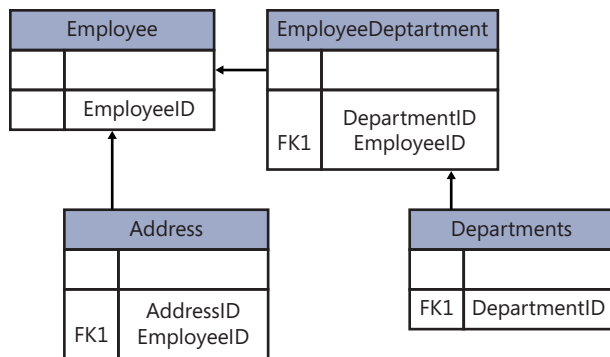 Employee
EmployeeID
EmployeeDeptartment
DepartmentID
FK1 EmployeeID
Address
AddressID
FK1 EmployeeID
Departments
FK1 DepartmentID